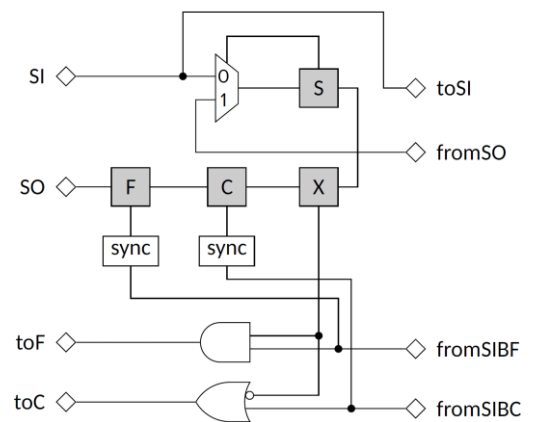 SI
0
S
toSI
1
fromSO
SO
F
C
X
sync
sync
toF
fromSIBF
toC
fromSIBC